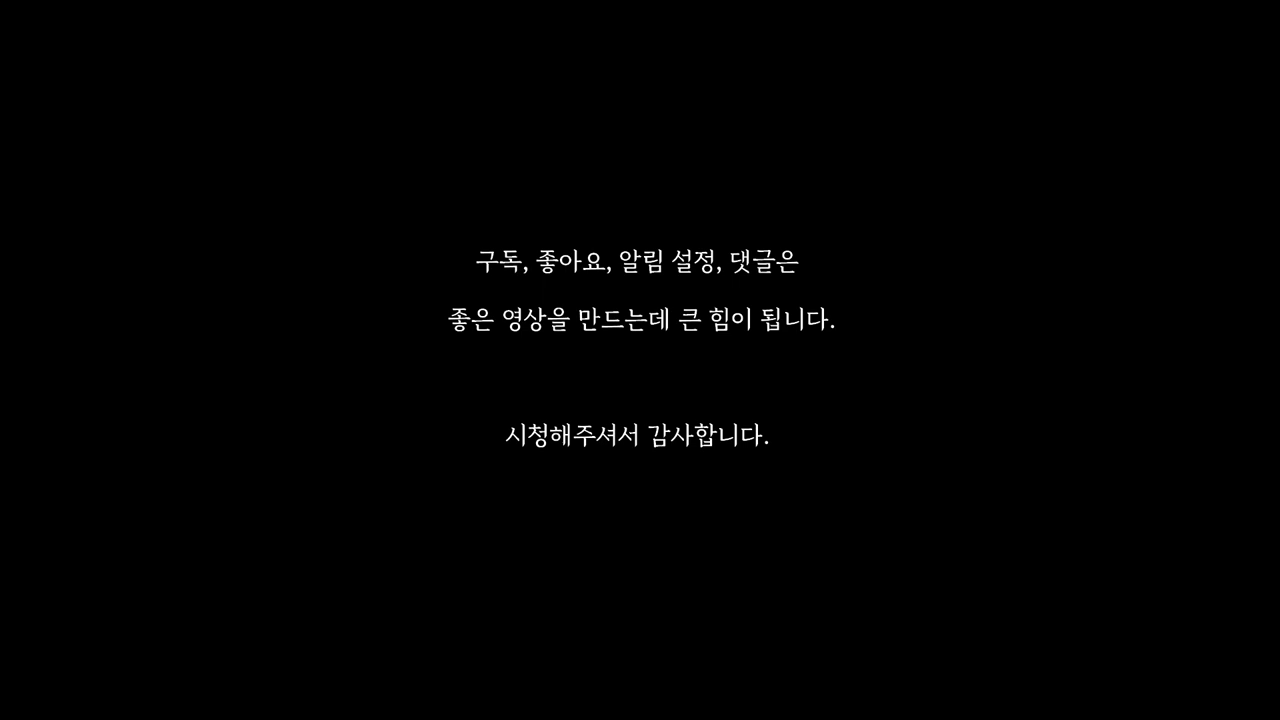 구독, 좋아요, 알림 설정, 댓글은
좋은 영상을 만드는데 큰 힘이 됩니다.
시청해주셔서 감사합니다.